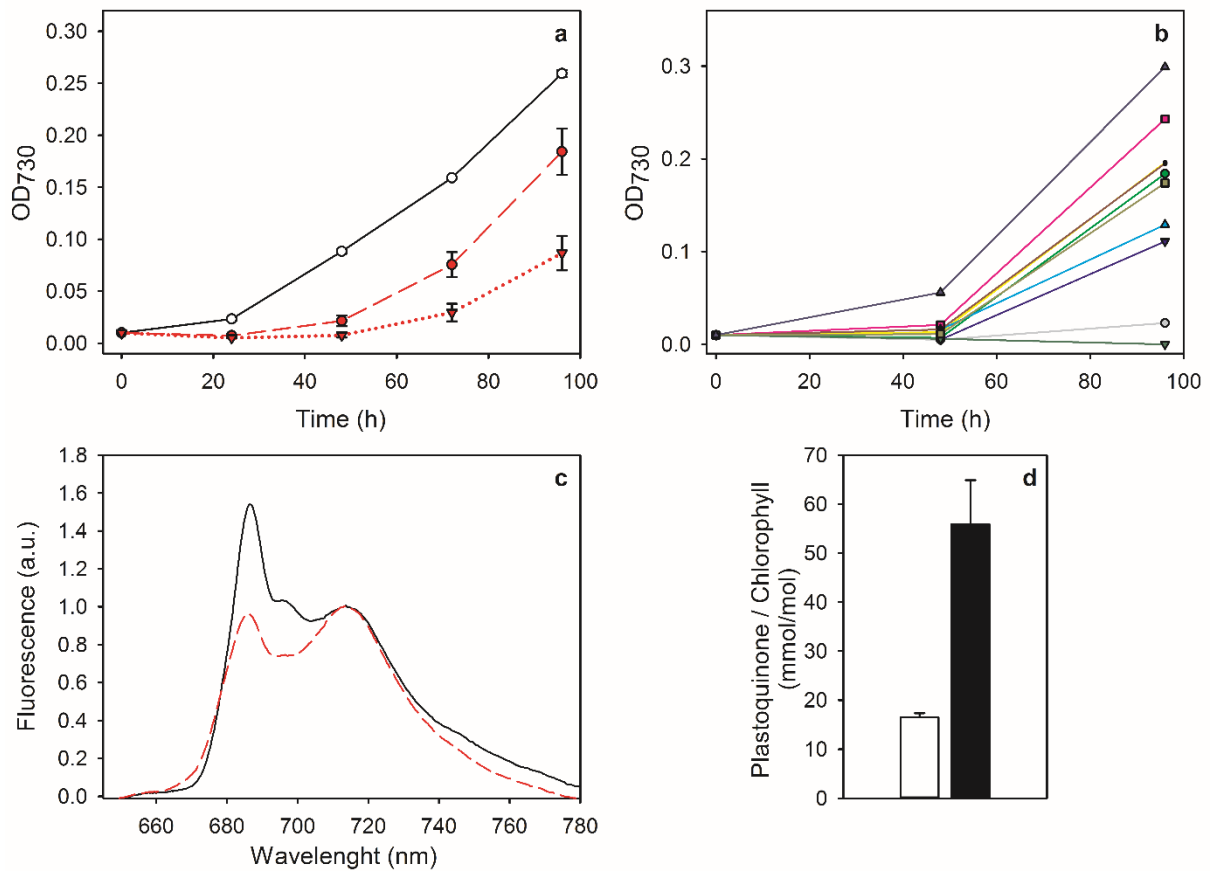 a
0.30
0.25
0.20
0.15
0.10
0.05
0.00
OD730
0 20 40 60 80 100
Time (h)
b
0.3
0.2
0.1
0.0
OD730
0 20 40 60 80 100
Time (h)
c
1.8
1.6
1.4
1.2
1.0
0.8
0.6
0.4
0.2
0.0
Fluorescence (a.u.)
660 680 700 720 740 760 780
Wavelenght (nm)
d
70
60
50
40
30
20
10
0
Plastoquinone / Chlorophyll
(mmol/mol)